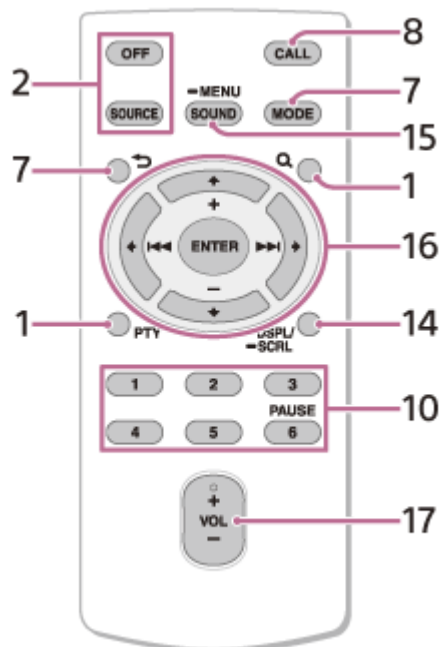 8
OFF CALL
2 7
-MENU
SOURCE SOUND MODE
15
7 1
+
ENTER 16
-
1 PTY DSPL/ 14
-SCRL
1 2 3
PAUSE 10
4 5 6
+
VOL 17
-